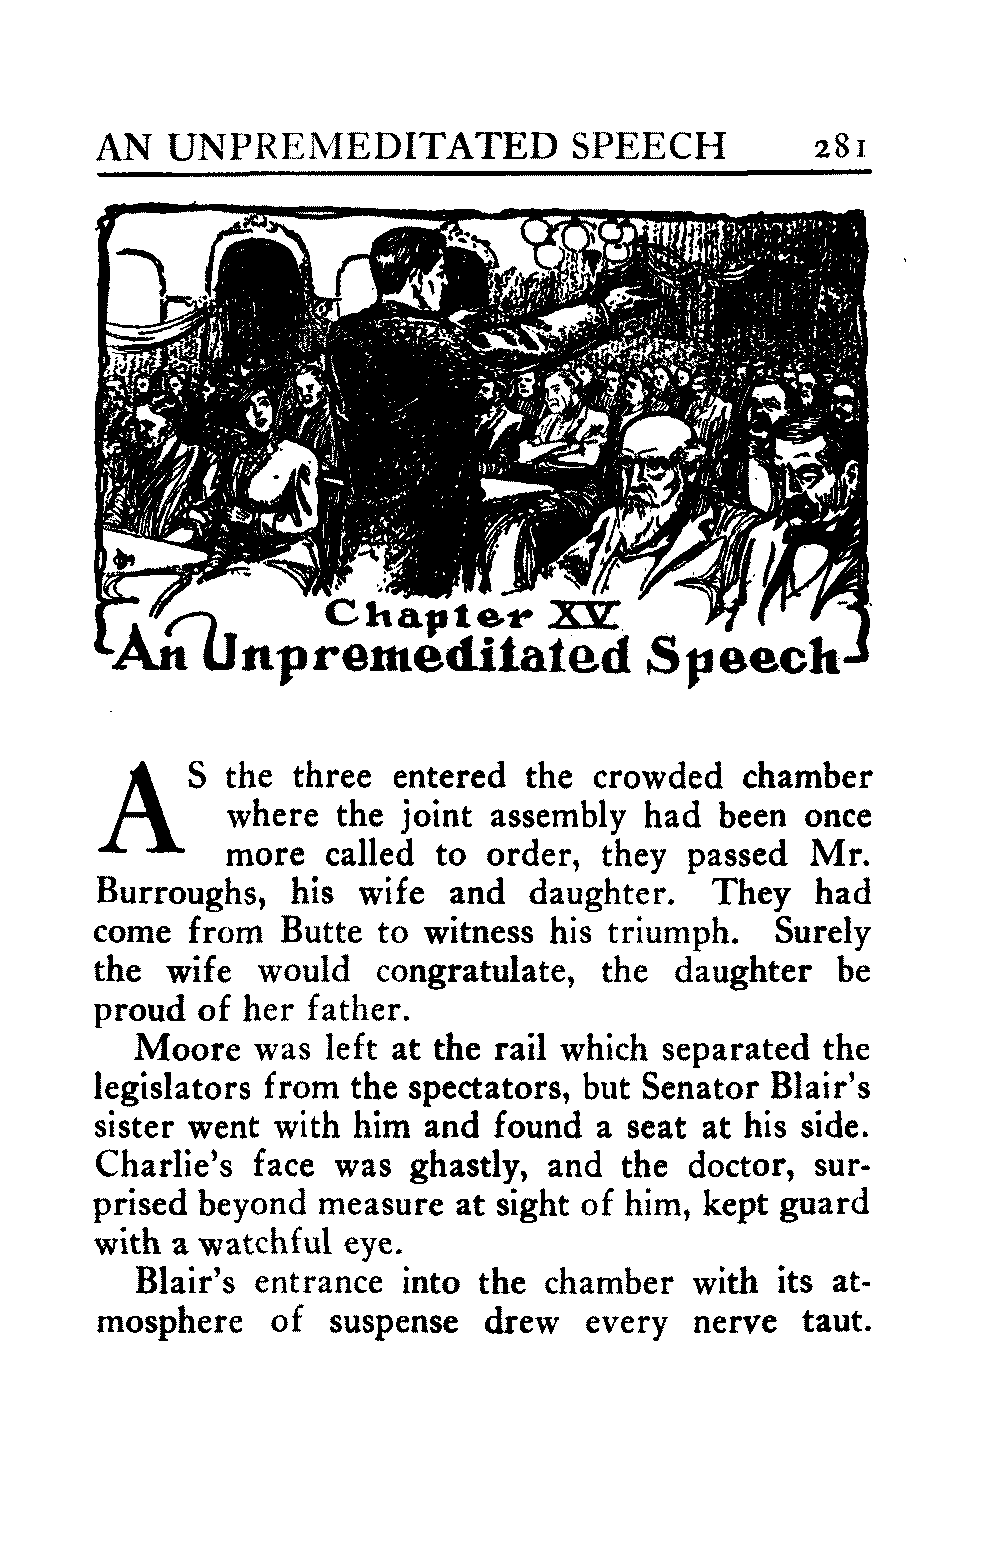 AN UNPREMEDITATED SPEECH 281
Chapter XV
An Unpremeditated Speech
AS the three entered the crowded chamber
where the joint assembly had been once
more called to order, they passed Mr.
Burroughs, his wife and daughter. They had
come from Butte to witness his triumph. Surely
the wife would congratulate, the daughter be
proud of her father.
Moore was left at the rail which separated the
legislators from the spectators, but Senator Blair's
sister went with him and found a seat at his side.
Charlie's face was ghastly, and the doctor, sur-
prised beyond measure at sight of him, kept guard
with a watchful eye.
Blair's entrance into the chamber with its at-
mosphere of suspense drew every nerve taut.